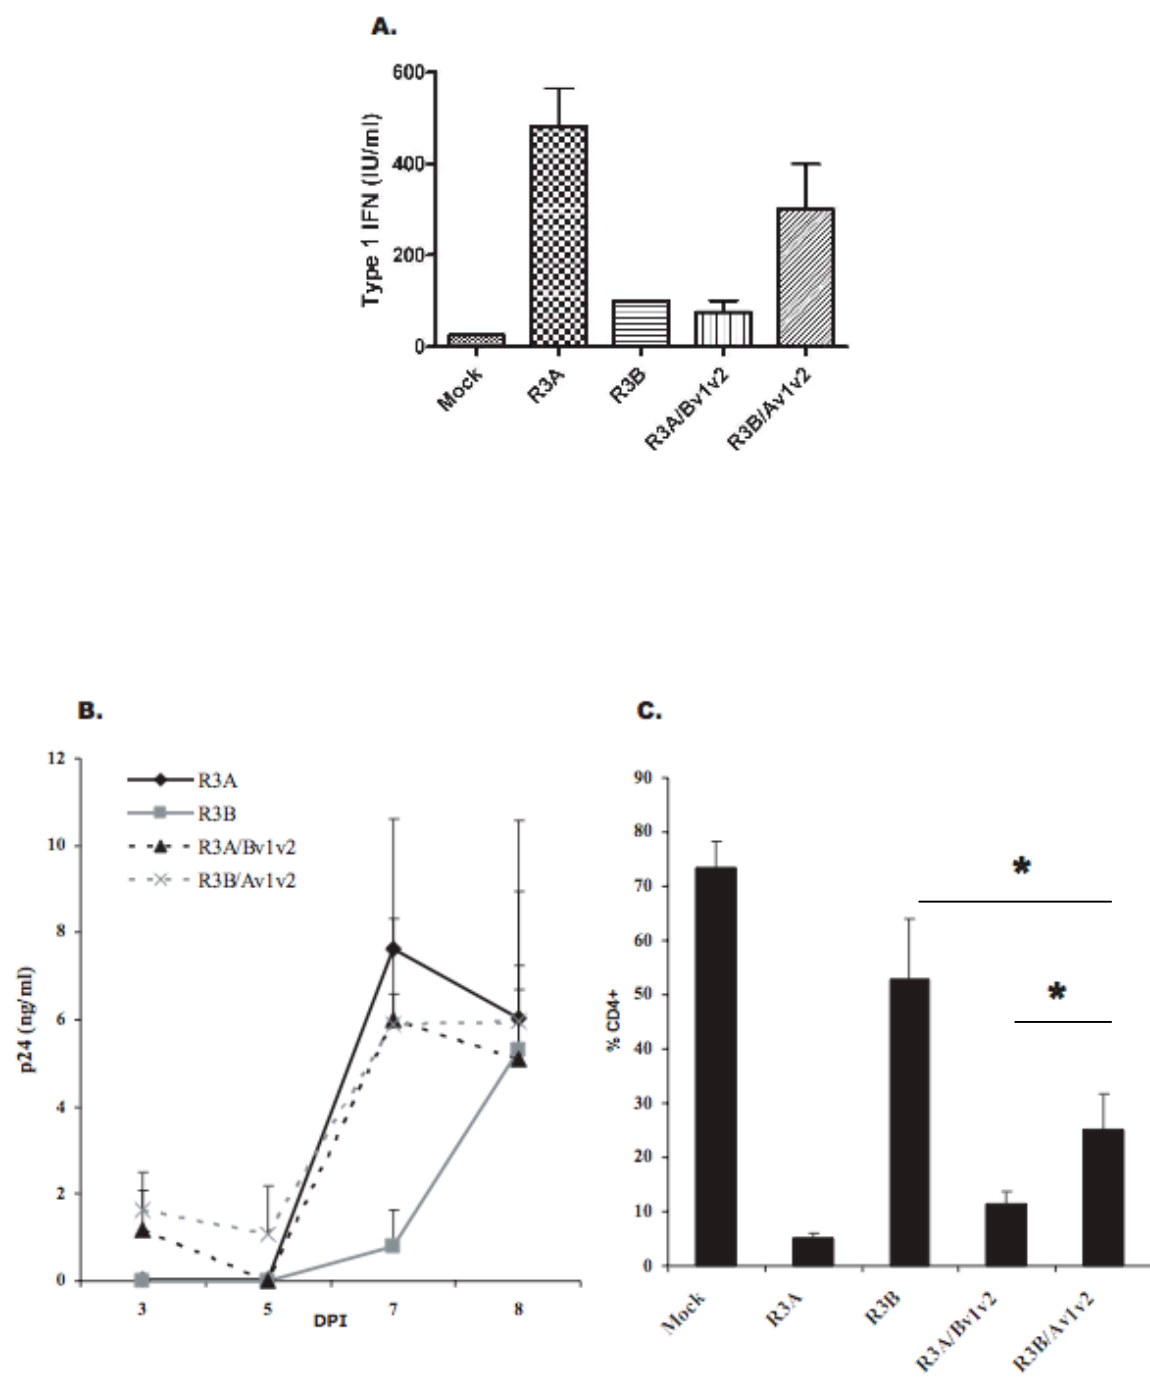 A.
Type 1 IFN (IU/ml)
600
400
200
0
Mock
R3A
R3B
R3A/Bv1v2
R3B/Av1v2
B.
p24 (ng/ml)
12
10
8
6
4
2
0
R3A
R3B
R3A/Bv1v2
R3B/Av1v2
3
5
7
8
DPI
C.
% CD4+
90
80
70
60
50
40
30
20
10
0
*
*
Mock
R3A
R3B
R3A/Bv1v2
R3B/Av1v2